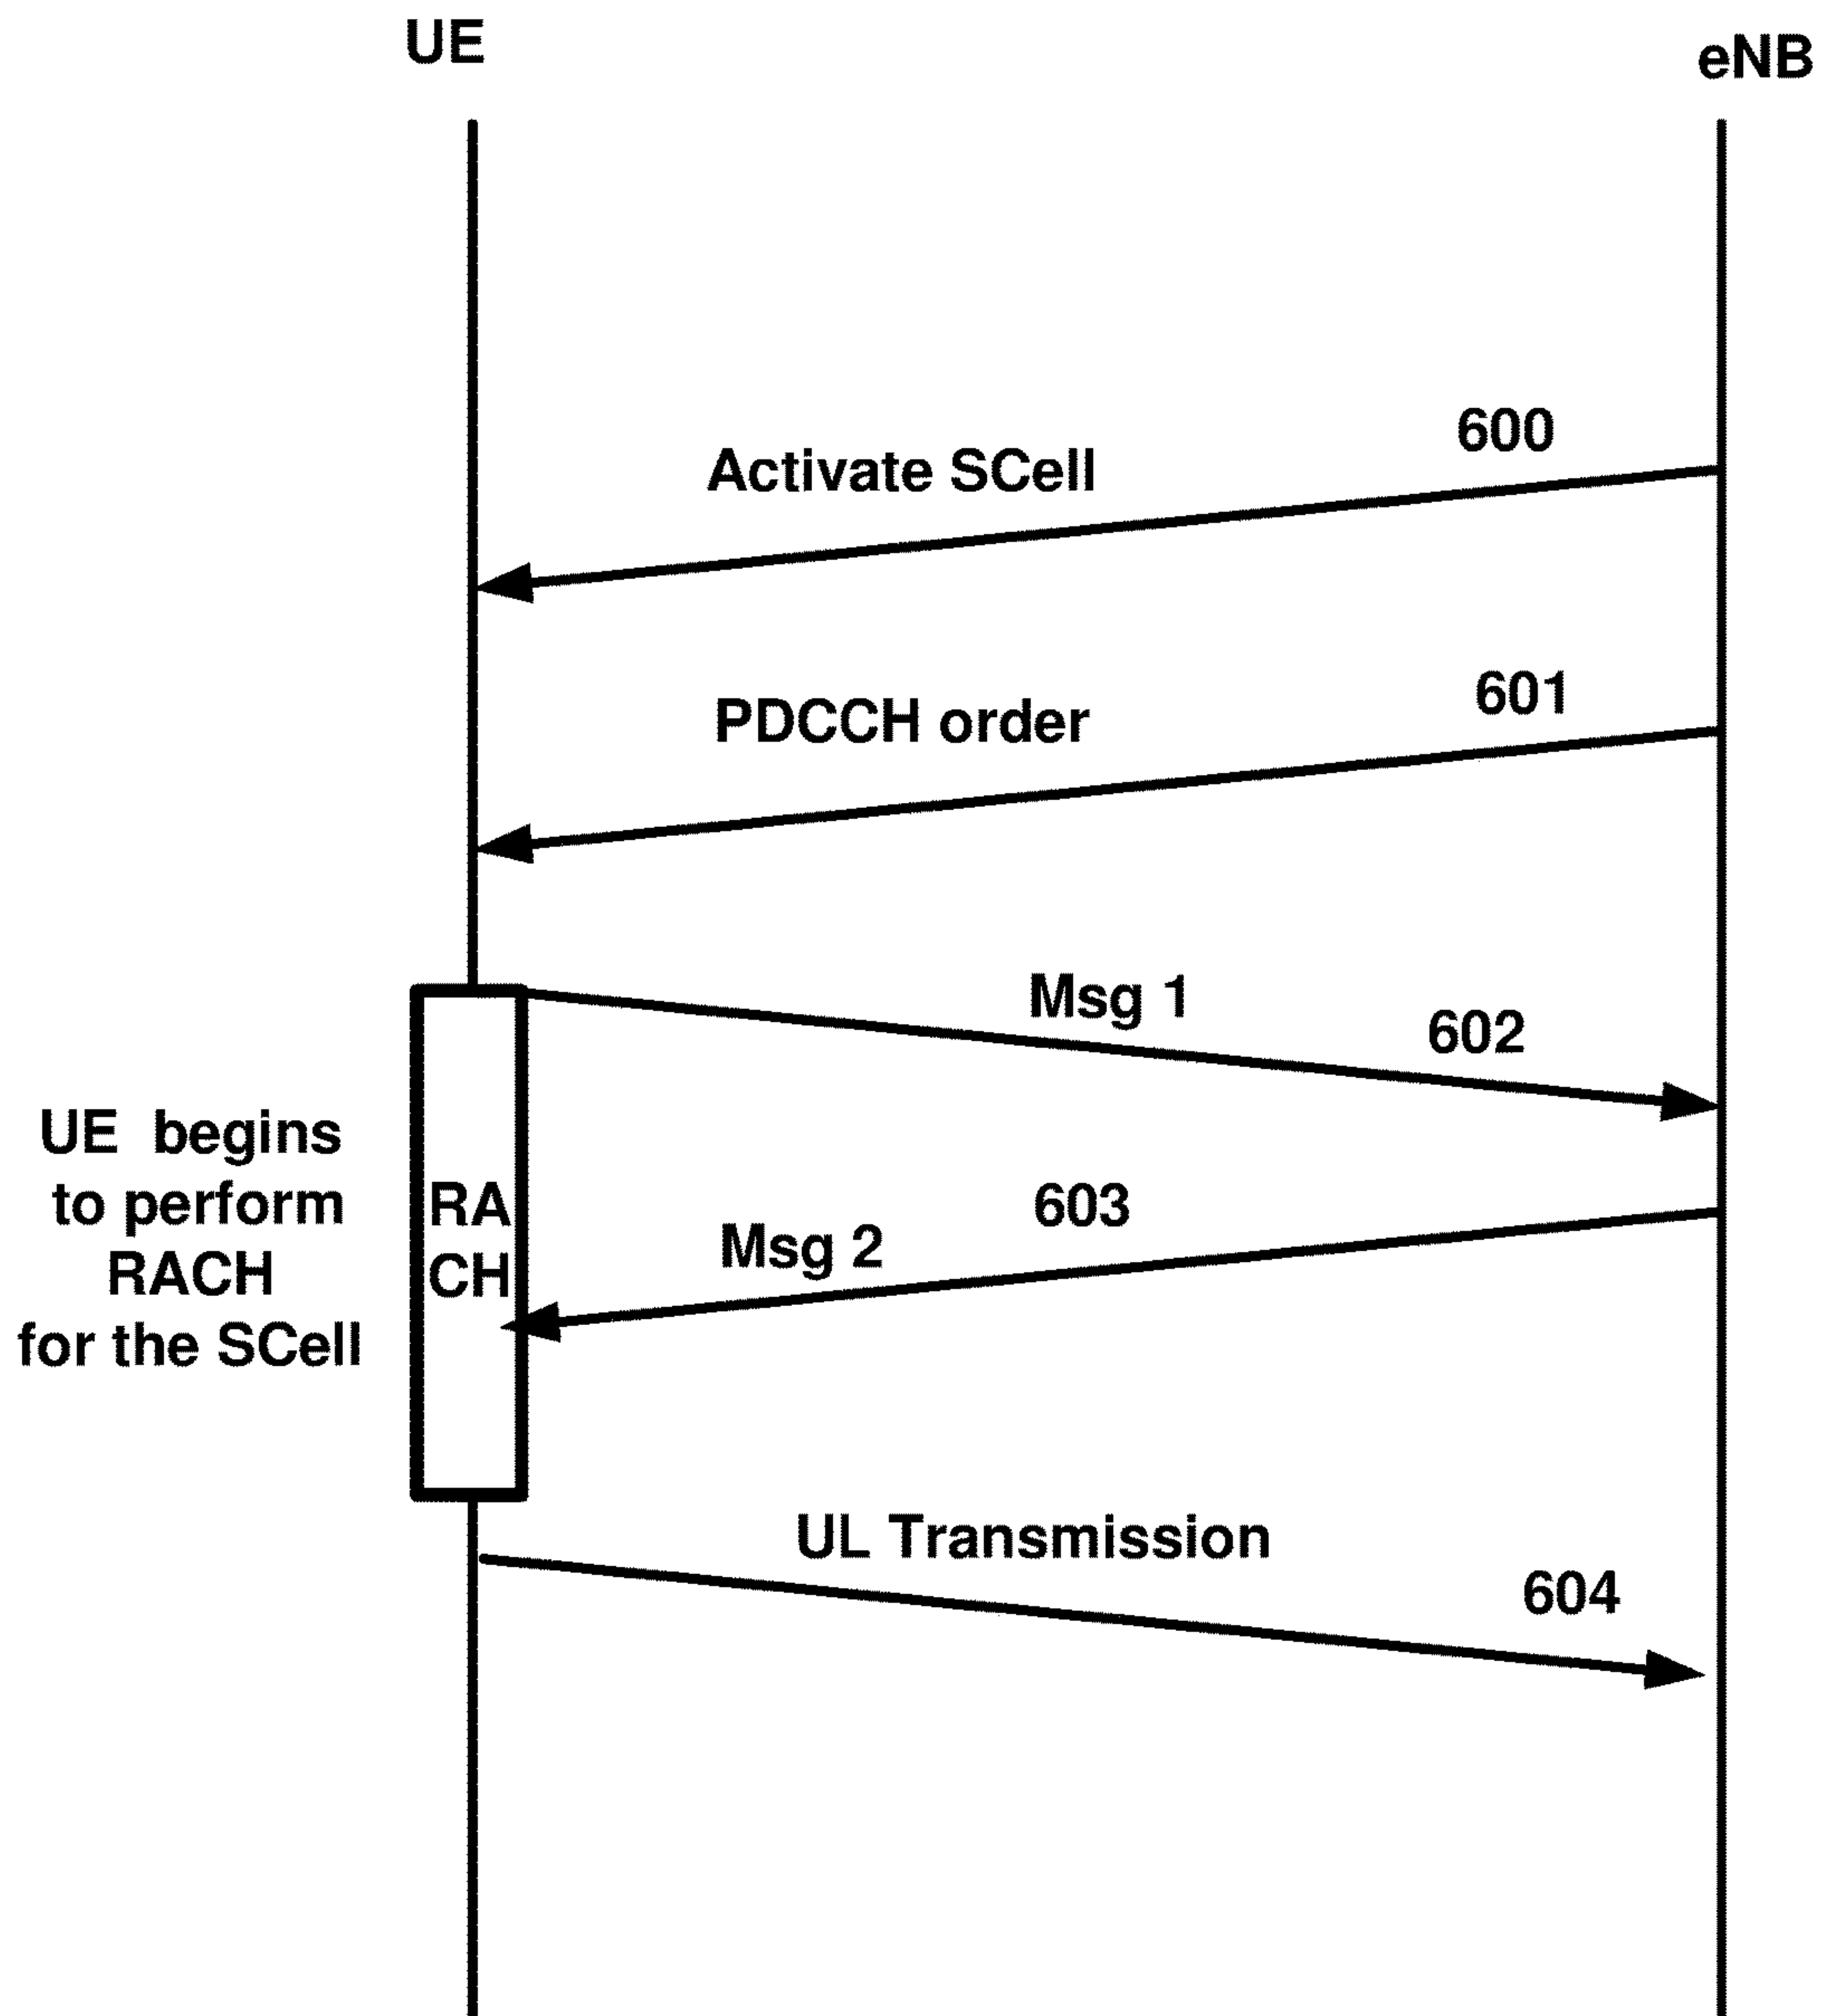 UE
eNB
600
Activate SCell
601
PDCCH order
Msg 1
602
UE begins
to perform
RACH
for the SCell
RA
CH
603
Msg 2
UL Transmission
604